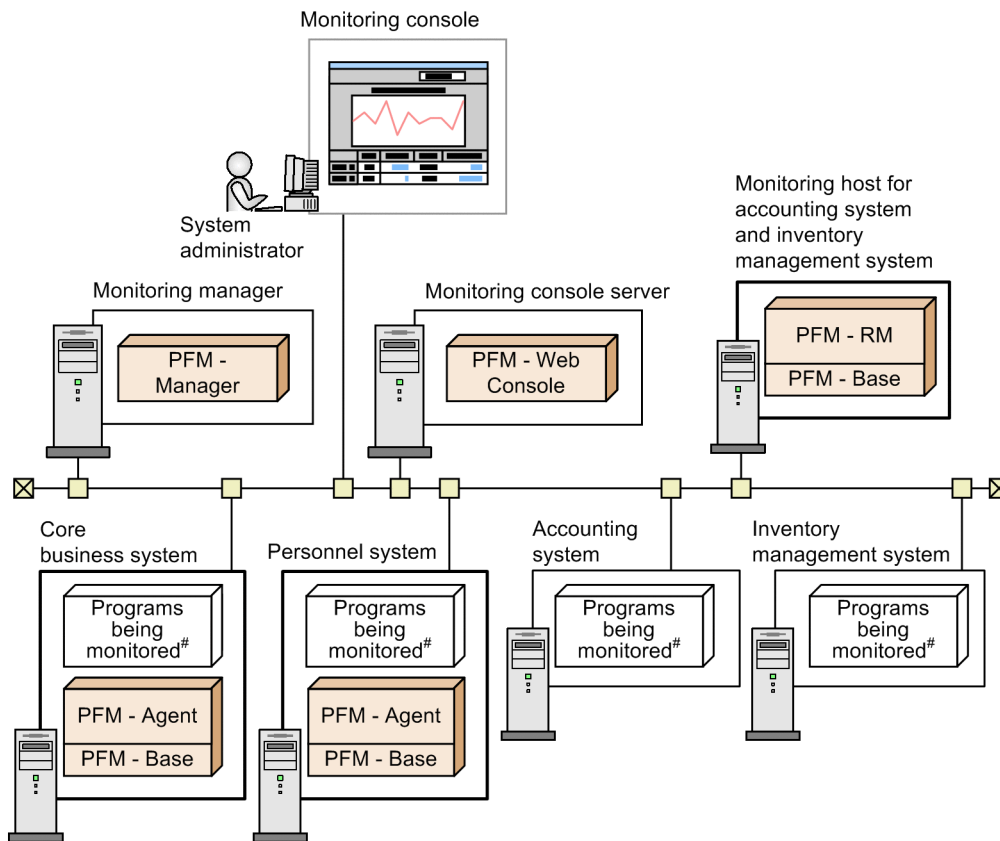 Monitoring console
System
administrator
Monitoring host for
accounting system
and inventory
management system
Monitoring manager
PFM -
Manager
Monitoring console server
PFM - Web
Console
PFM - RM
PFM - Base
Core
business system
Programs
being
monitored#
PFM - Agent
PFM - Base
Personnel system
Programs
being
monitored#
PFM - Agent
PFM - Base
Accounting
system
Programs
being
monitored#
Inventory
management system
Programs
being
monitored#